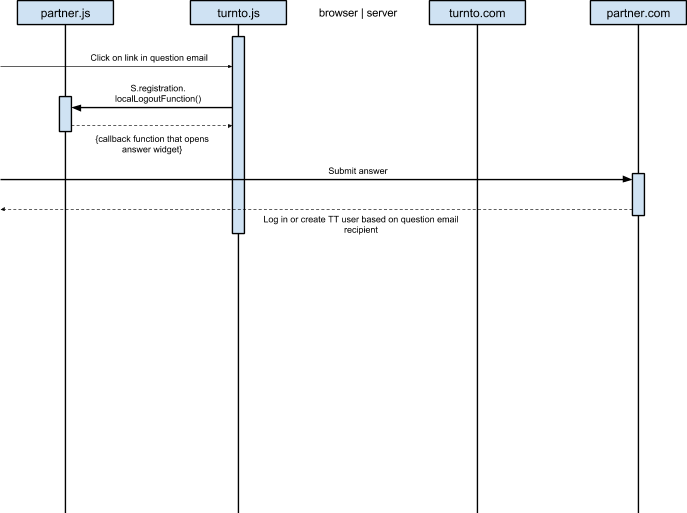 partner.js
turnto.js
browser | server
turnto.com
partner.com
Click on link in question email
S.registration.
localLogoutFunction()
{callback function that opens
answer widget}
Submit answer
Log in or create TT user based on question email
recipient